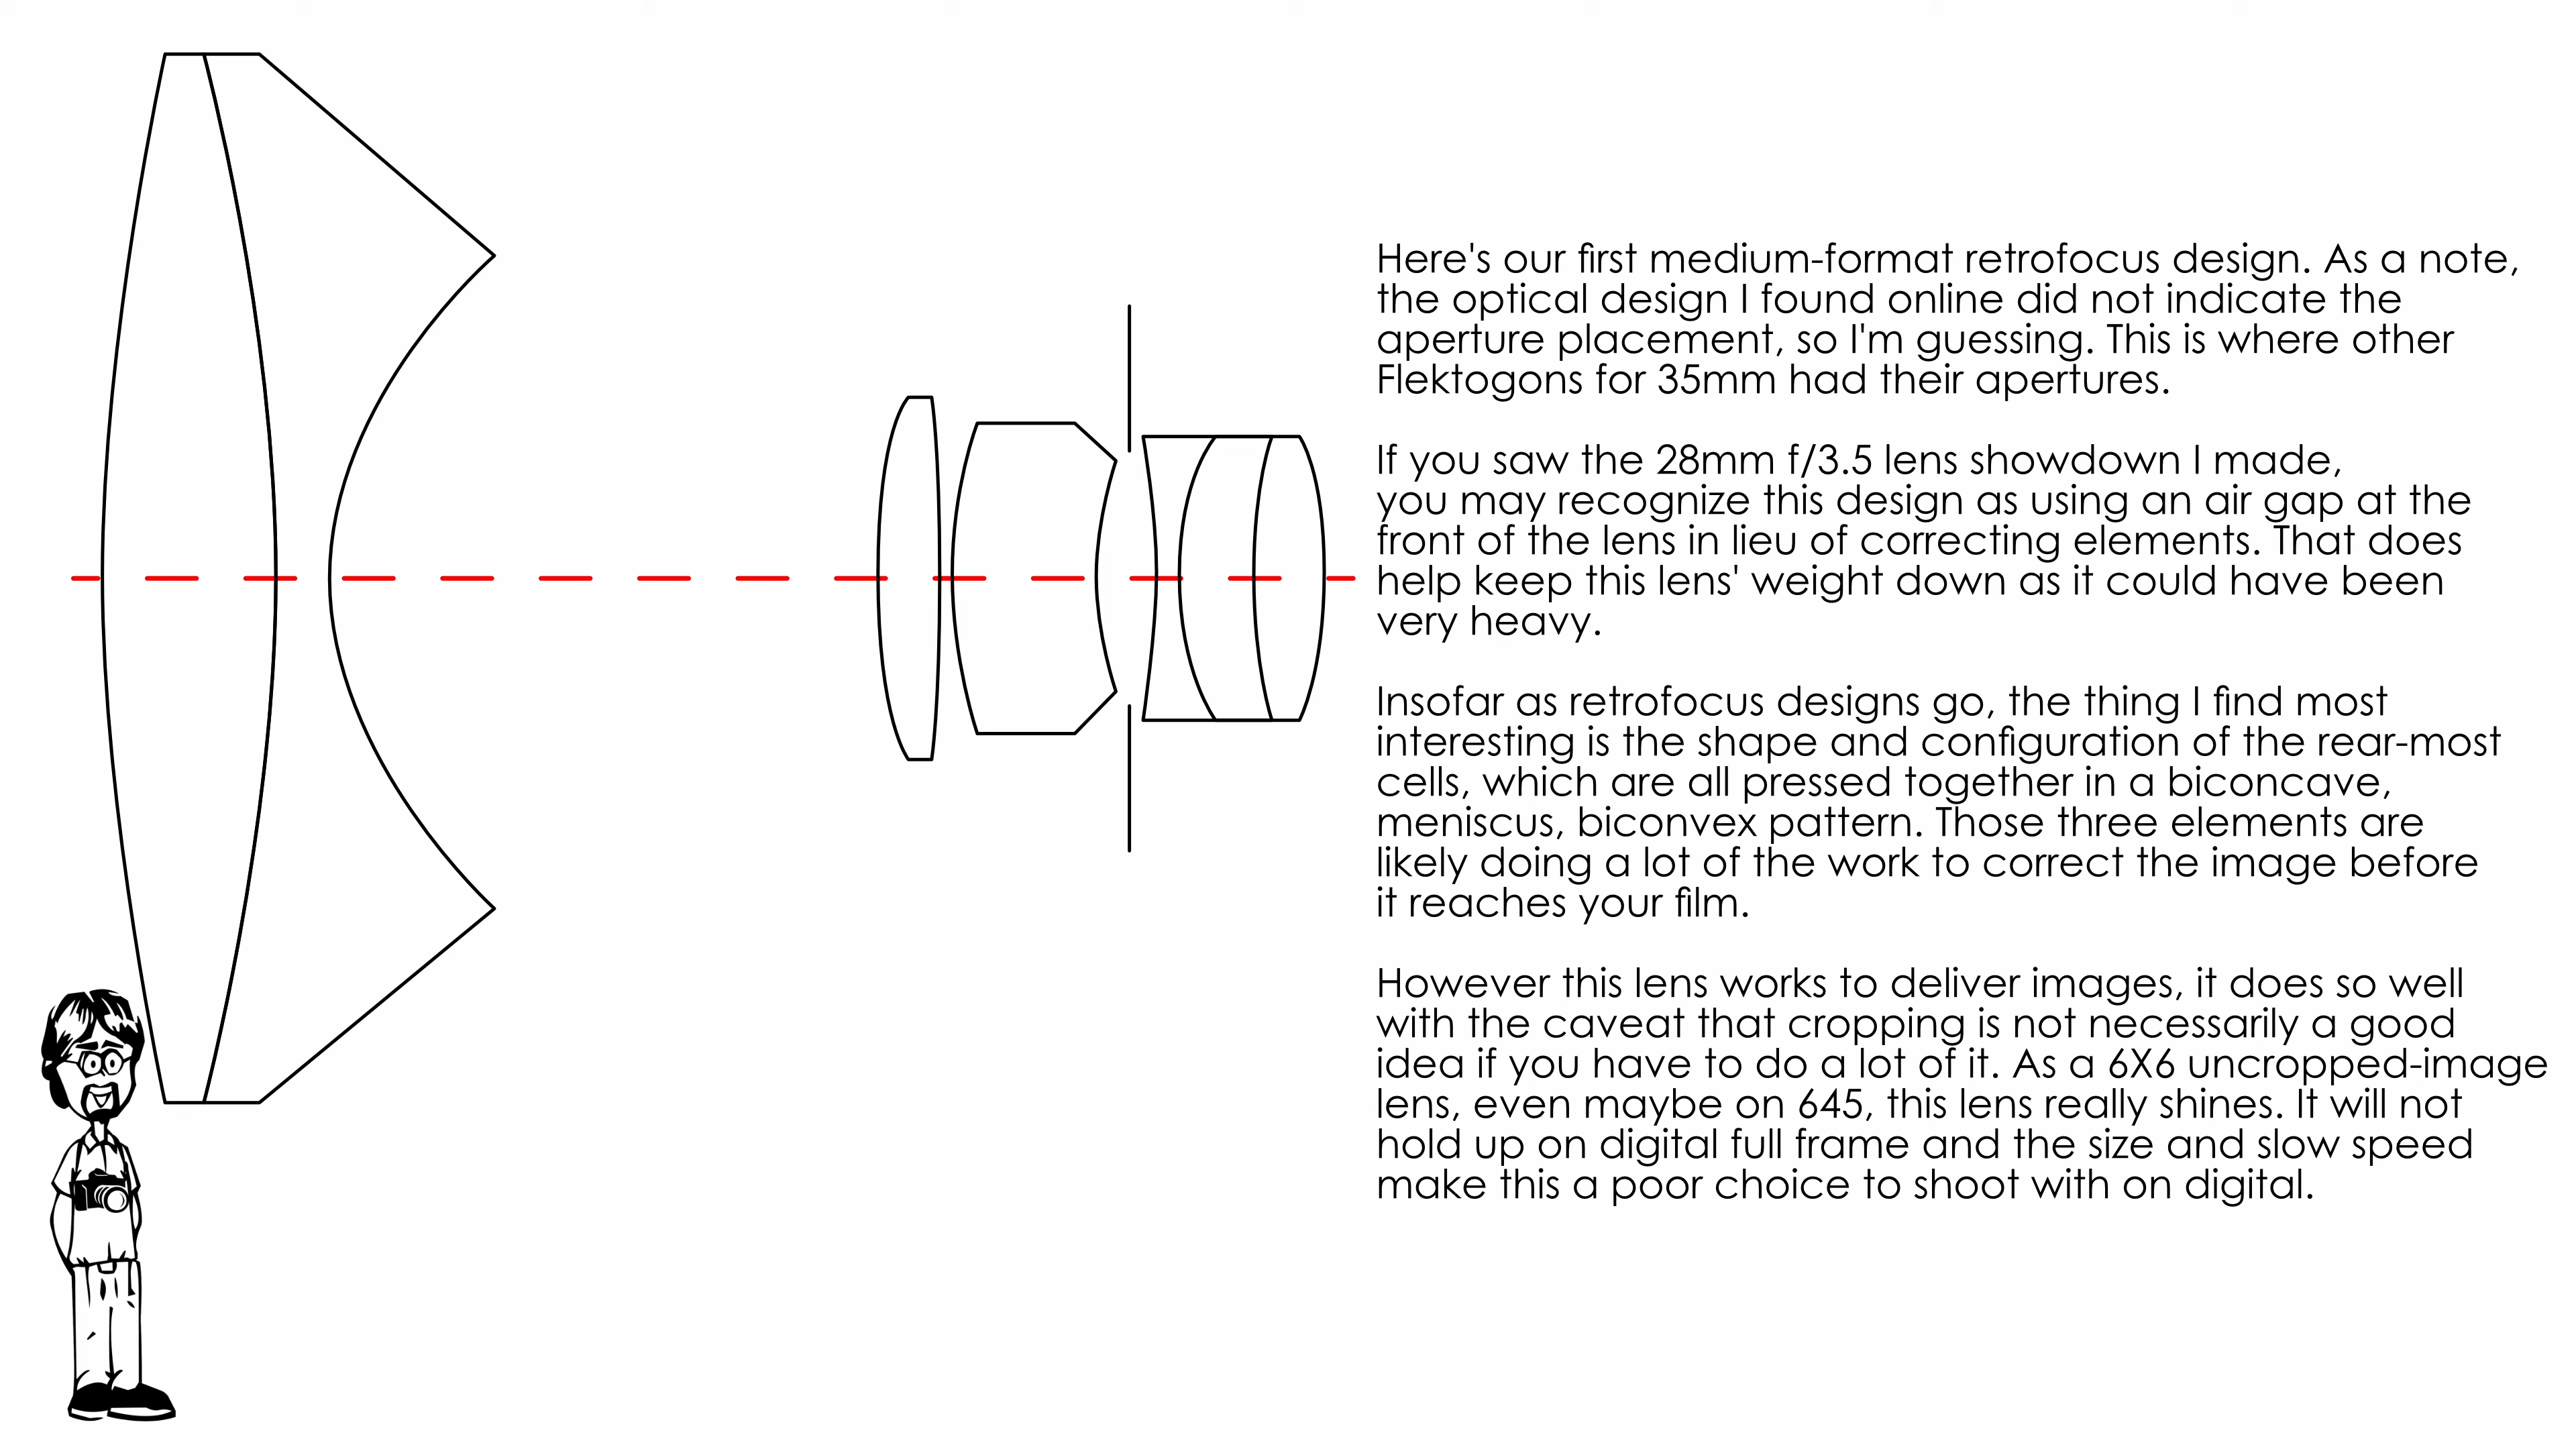 Here's our first medium-format retrofocus design. As a note,
the optical design I found online did not indicate the
aperture placement, so I'm guessing. This is where other
Flektogons for 35mm had their apertures.
If you saw the 28mm f/3.5 lens showdown I made,
you may recognize this design as using an air gap at the
front of the lens in lieu of correcting elements. That does
help keep this lens' weight down as it could have been
very heavy.
Insofar as retrofocus designs go, the thing I find most
interesting is the shape and configuration of the rear-most
cells, which are all pressed together in a biconcave,
meniscus, biconvex pattern. Those three elements are
likely doing a lot of the work to correct the image before
it reaches your film.
However this lens works to deliver images, it does so well
with the caveat that cropping is not necessarily a good
idea if you have to do a lot of it. As a 6X6 uncropped-image
lens, even maybe on 645, this lens really shines. It will not
hold up on digital full frame and the size and slow speed
make this a poor choice to shoot with on digital.